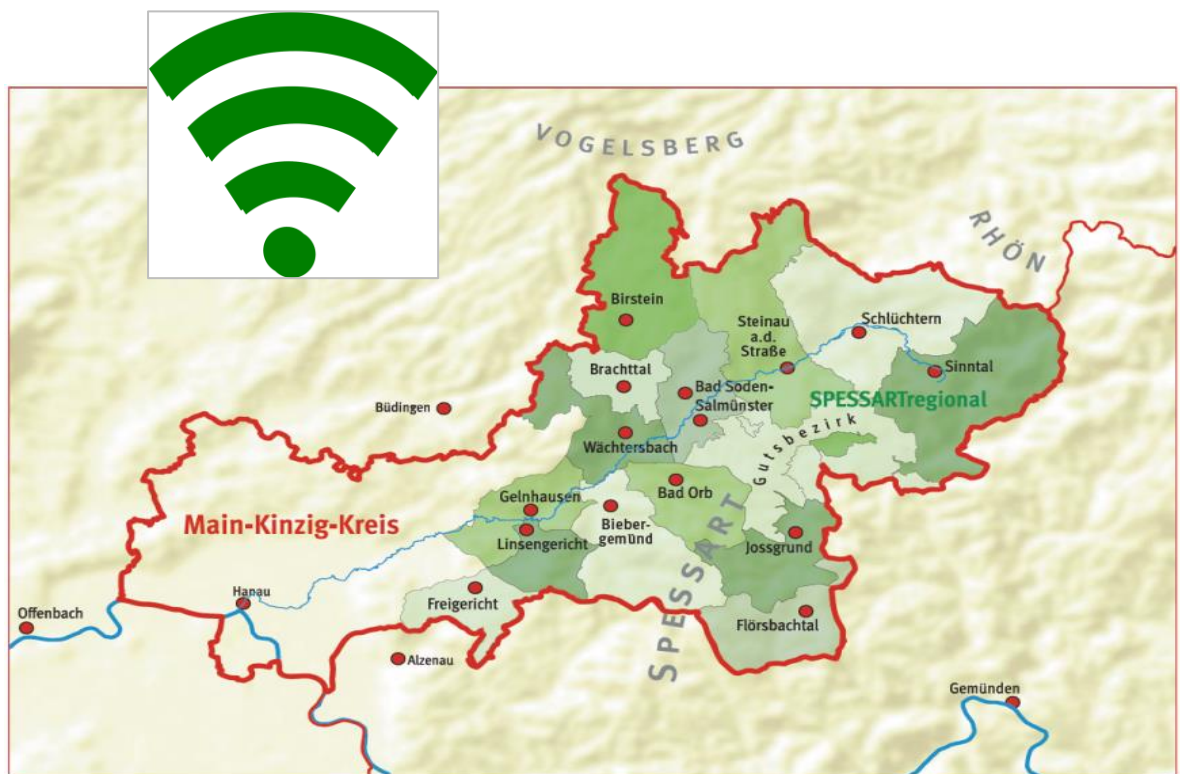 VOGELSBERG
RHÖN
Birstein
Steinau
a.d.
Straße
Schlüchtern
Brachttal
Sinntal
Bad Soden-
Salmünster
SPESSARTregional
Büdingen
Gutsbezirk
Wächtersbach
Bad Orb
Gelnhausen
Main-Kinzig-Kreis
Bieber-
gemünd
Linsengericht
Jossgrund
SPESSART
Hanau
Freigericht
Offenbach
Flörsbachtal
Alzenau
Gemünden